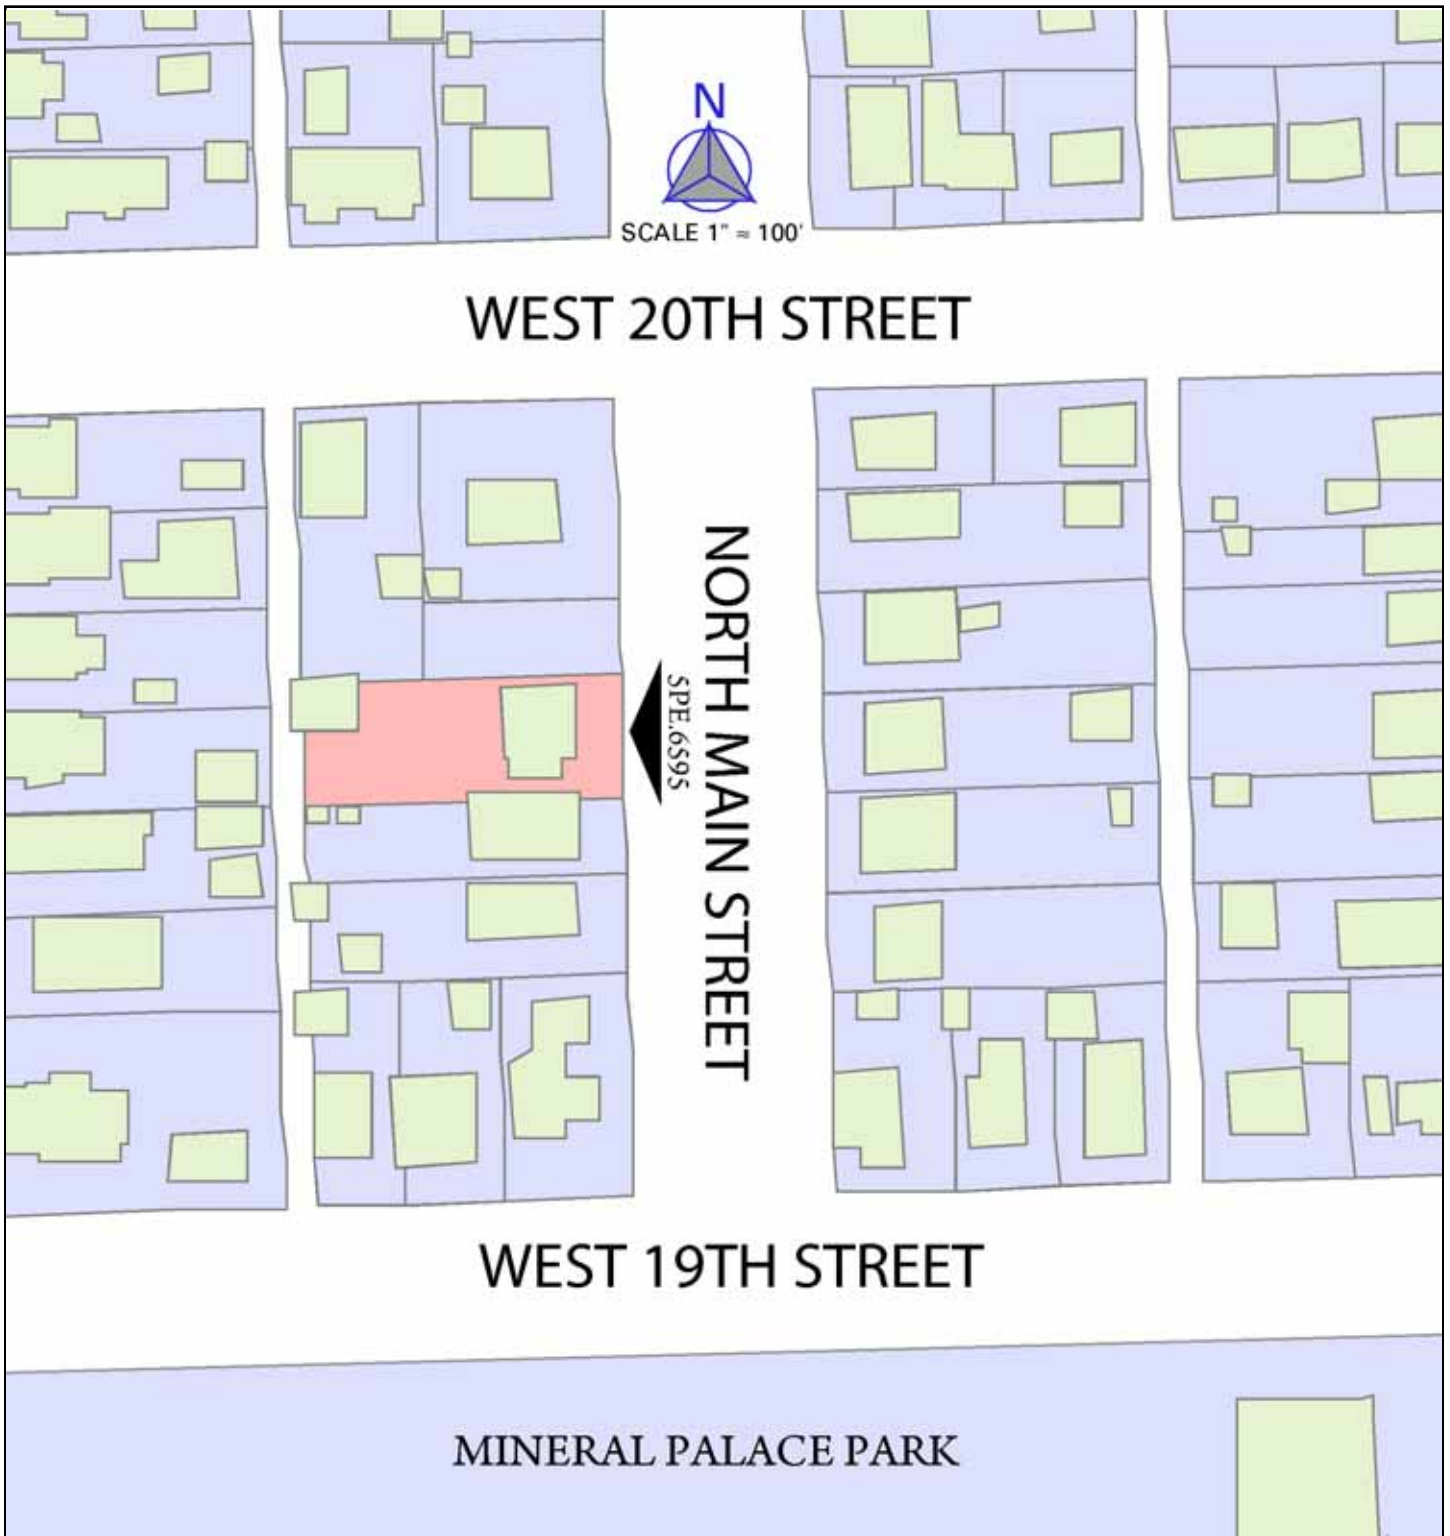 N
SCALE 1" ≈ 100'
WEST 20TH STREET
NORTH MAIN STREET
5PE.6595
WEST 19TH STREET
MINERAL PALACE PARK